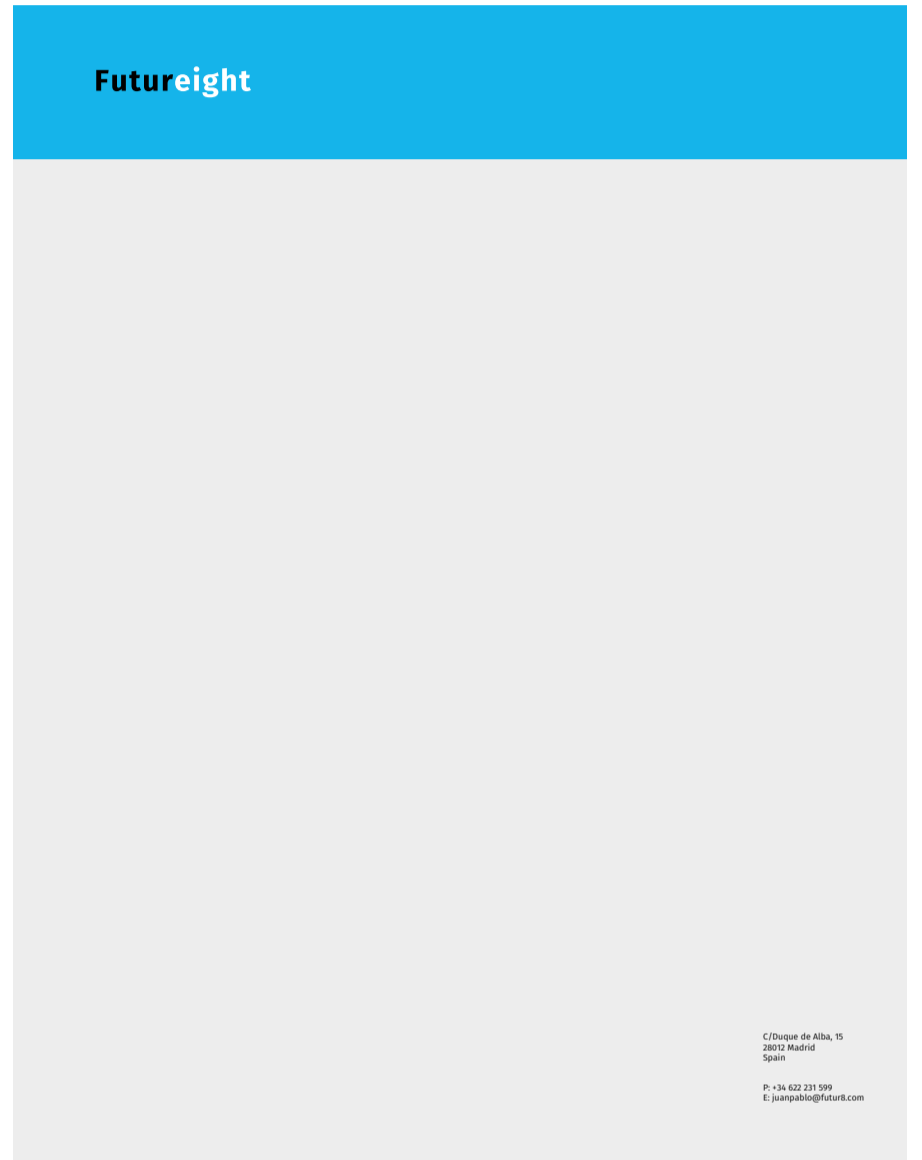 Futureight
C/Duque de Alba, 15
28012 Madrid
Spain
P: +34 622 231 599
E: juanpablo@futur8.com